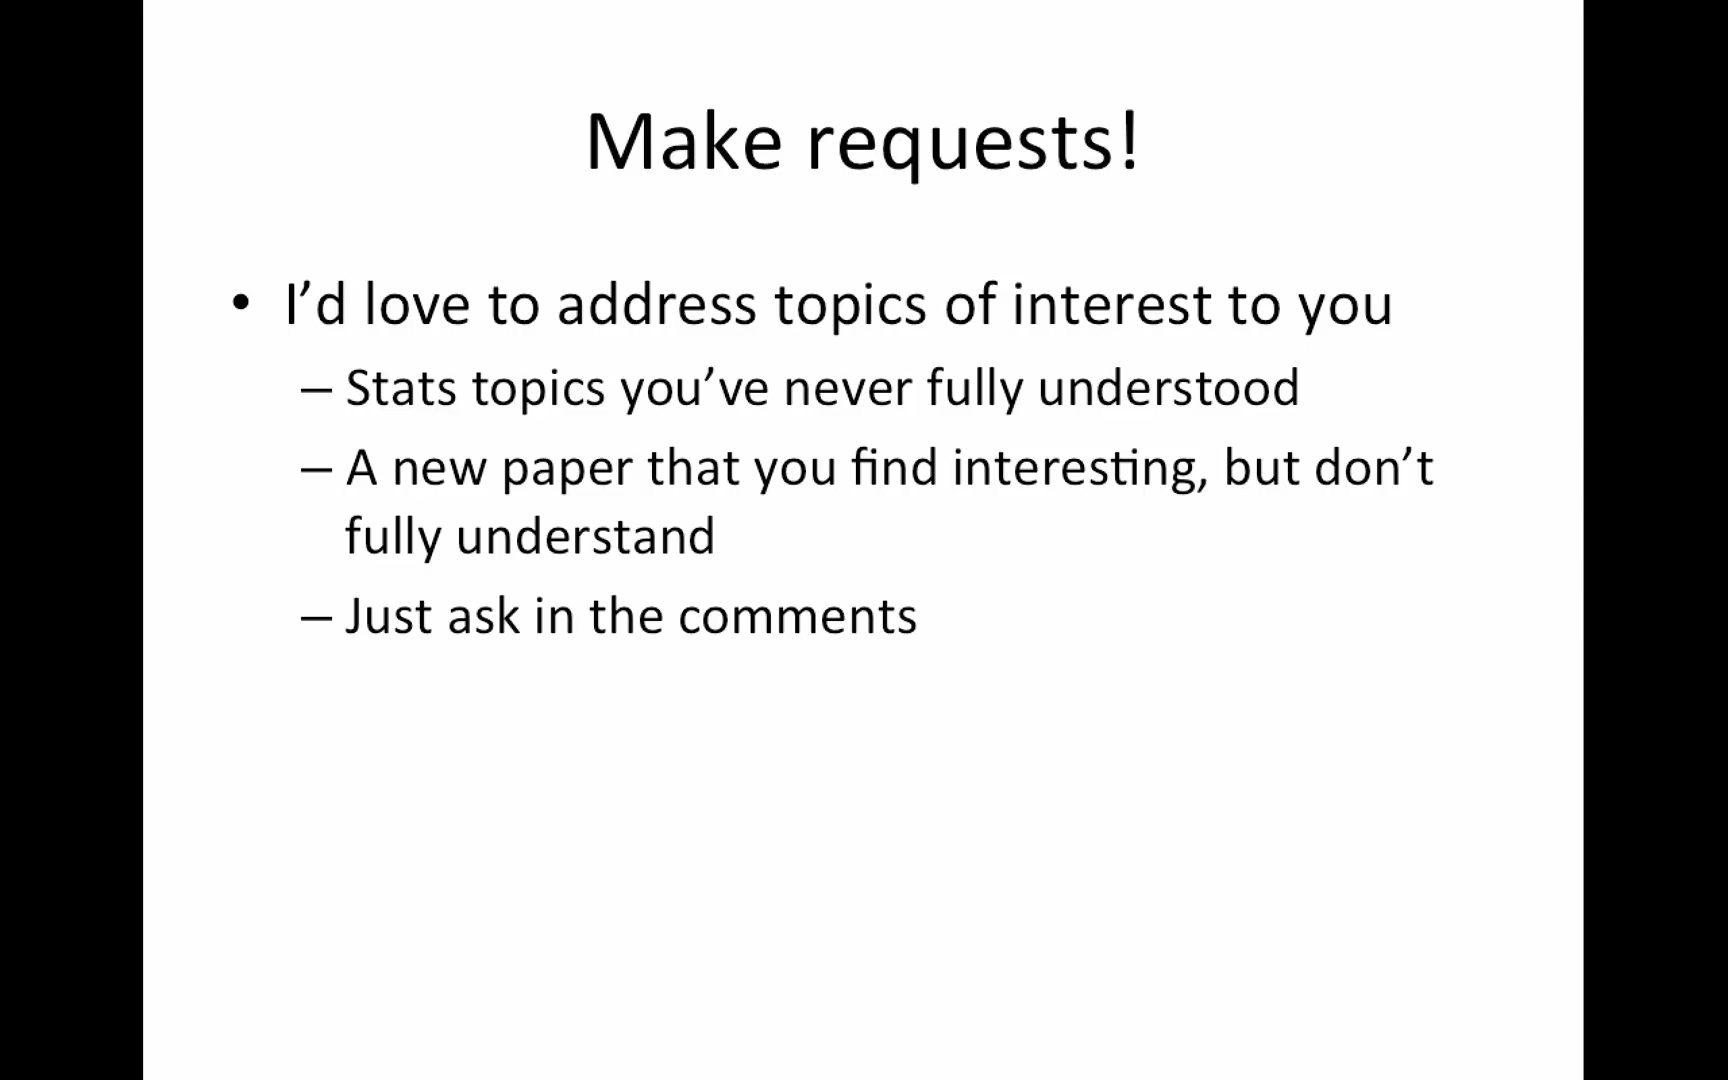 Make requests!
• I’d love to address topics of interest to you
– Stats topics you’ve never fully understood
– A new paper that you find interesting, but don’t
fully understand
– Just ask in the comments